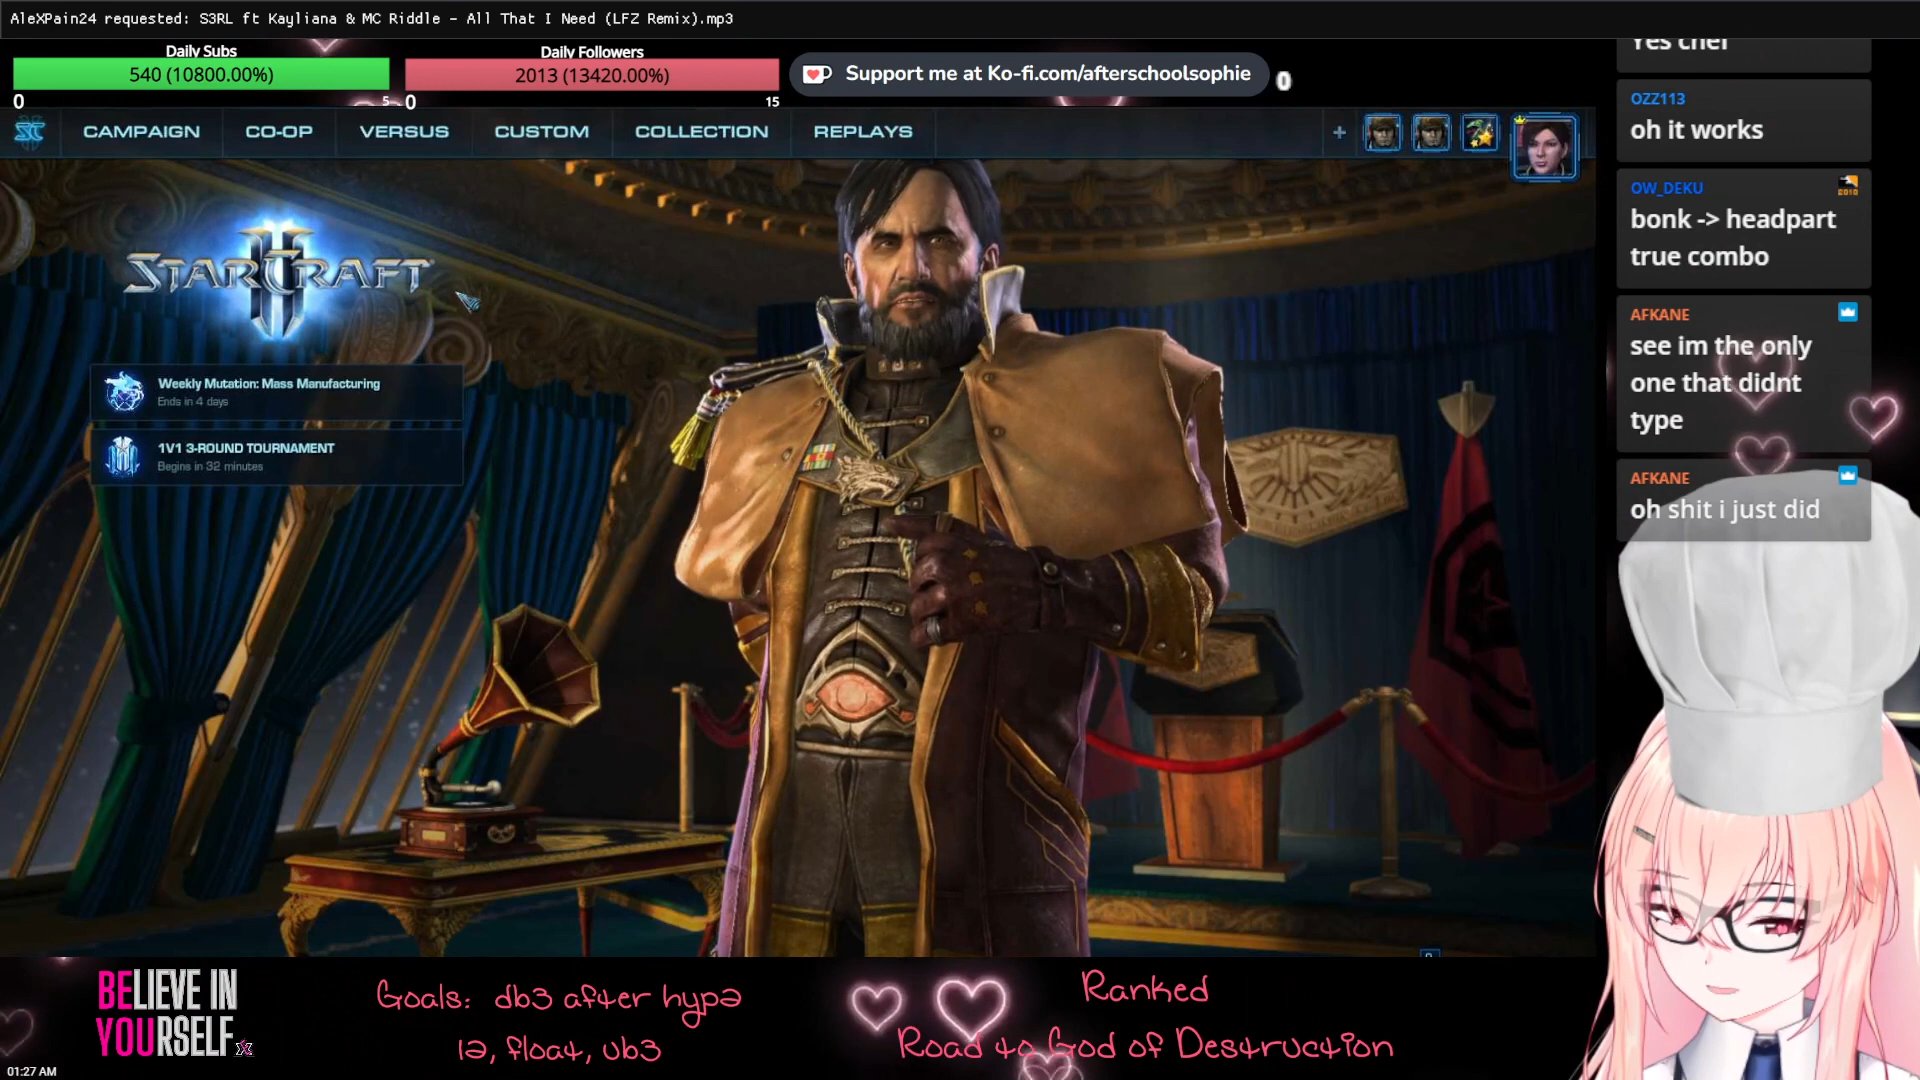 AleXPain24 requested: S3RL ft Kayliana & MC Riddle - All That I Need (LFZ Remix).mp3
Daily Subs
540 (10800.00%)
0
5
Daily Followers
2013 (13420.00%)
0
15
Support me at Ko-fi.com/afterschoolsophie
0
CAMPAIGN
CO-OP
VERSUS
CUSTOM
COLLECTION
REPLAYS
STARCRAFT
II
Weekly Mutation: Mass Manufacturing
Ends in 4 days
1V1 3-ROUND TOURNAMENT
Begins in 32 minutes
Yes chef
OZZ113
oh it works
OW_DEKU
bonk -> headpart
true combo
AFKANE
see im the only
one that didnt
type
AFKANE
oh shit i just did
BELIEVE IN
YOURSELF
Goals: db3 after hypa
1a, float, ub3
Ranked
Road to God of Destruction
01:27 AM